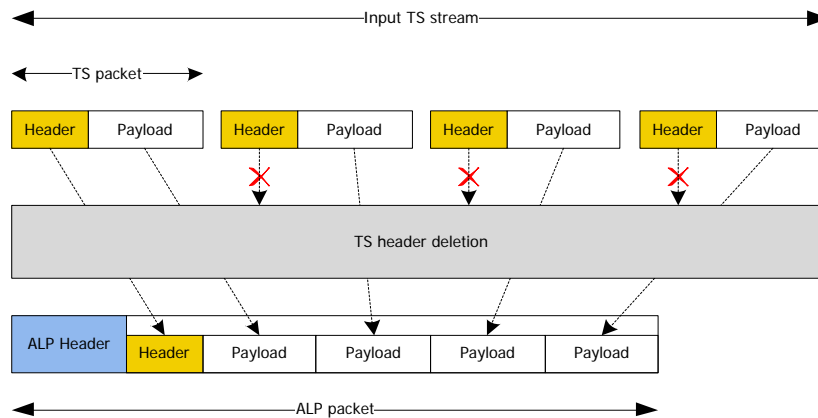 Input TS stream
TS packet
Header Payload Header Payload Header Payload Header Payload
TS header deletion
ALP Header Header Payload Payload Payload Payload
ALP packet